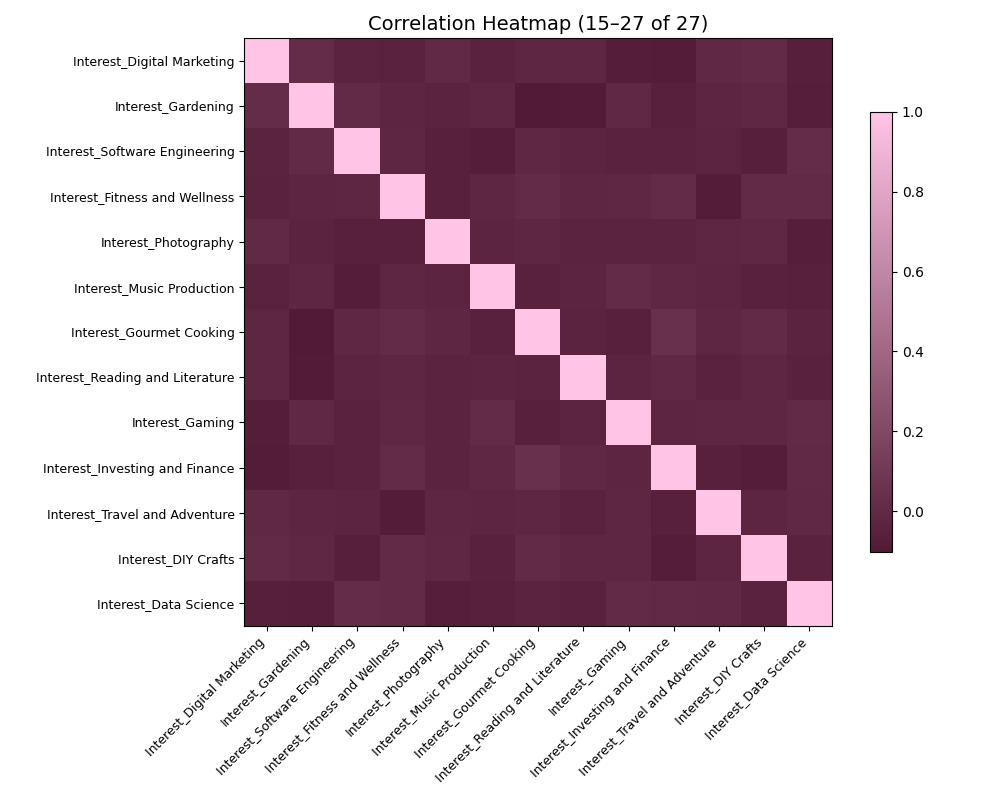 Correlation Heatmap (15–27 of 27)
Interest_Digital Marketing
Interest_Gardening
Interest_Software Engineering
Interest_Fitness and Wellness
Interest_Photography
Interest_Music Production
Interest_Gourmet Cooking
Interest_Reading and Literature
Interest_Gaming
Interest_Investing and Finance
Interest_Travel and Adventure
Interest_DIY Crafts
Interest_Data Science
Interest_Digital Marketing
Interest_Gardening
Interest_Software Engineering
Interest_Fitness and Wellness
Interest_Photography
Interest_Music Production
Interest_Gourmet Cooking
Interest_Reading and Literature
Interest_Gaming
Interest_Investing and Finance
Interest_Travel and Adventure
Interest_DIY Crafts
Interest_Data Science
1.0
0.8
0.6
0.4
0.2
0.0